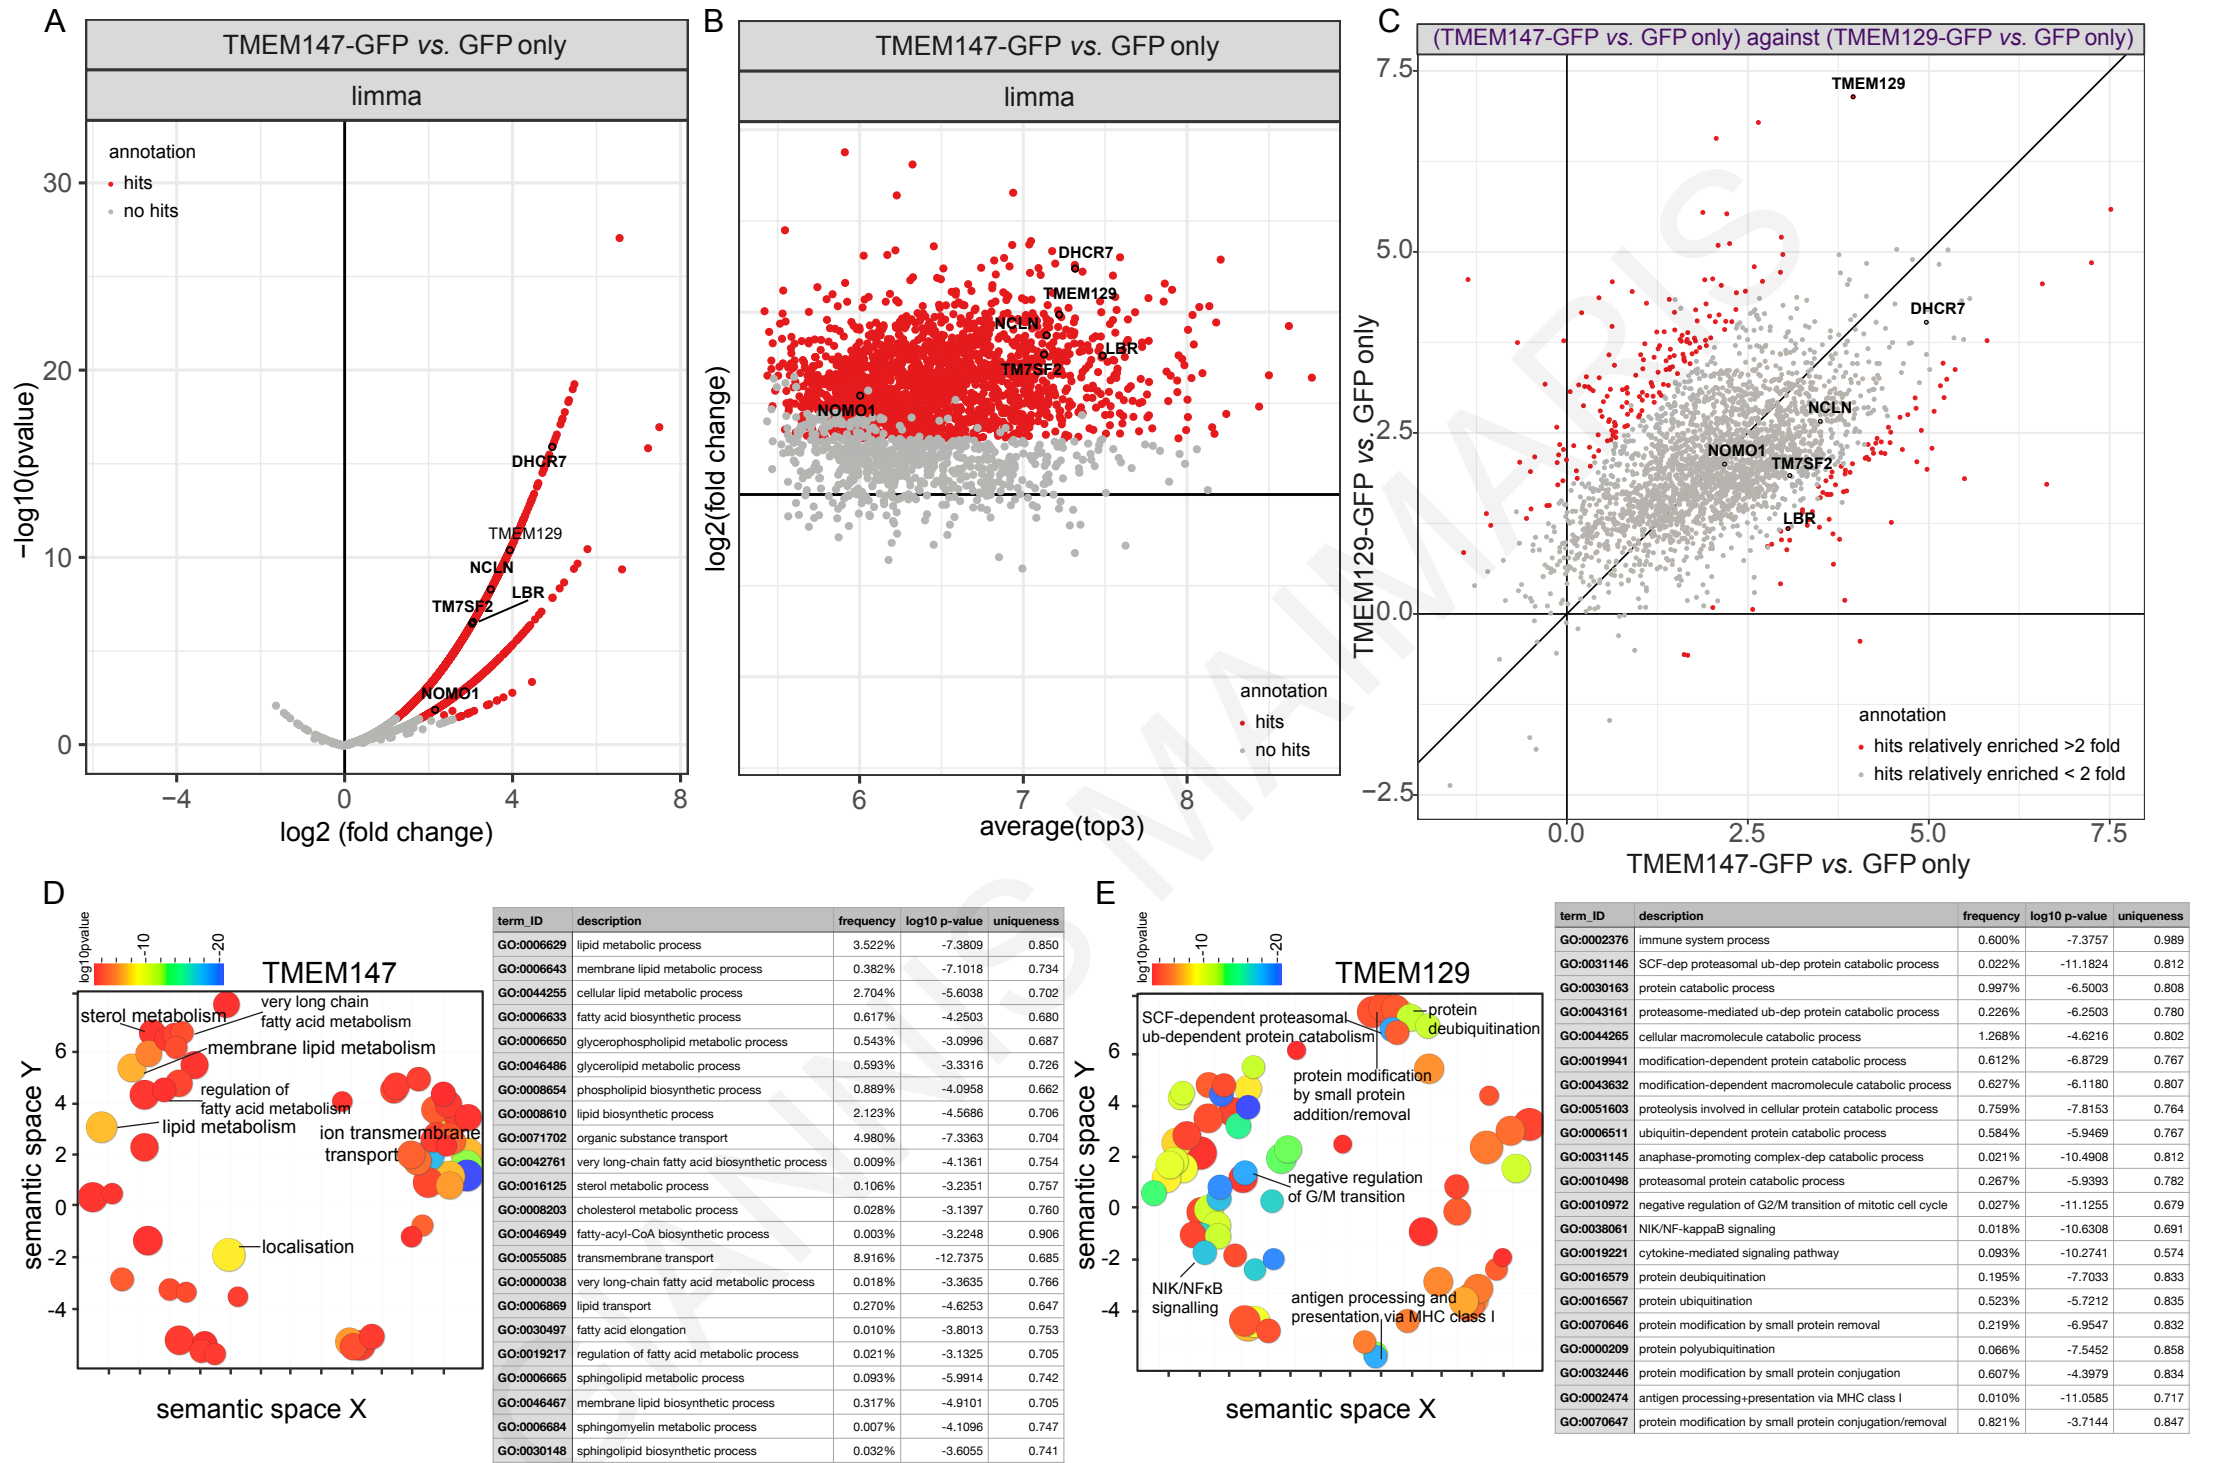 A
TMEM147-GFP vs. GFP only
limma
annotation
hits
no hits
30
20
10
0
−log10(pvalue)
DHCR7
TMEM129
NCLN
LBR
TM7SF2
NOMO1
−4
0
4
8
log2 (fold change)
B
TMEM147-GFP vs. GFP only
limma
log2(fold change)
DHCR7
TMEM129
NCLN
LBR
TM7SF2
NOMO1
annotation
hits
no hits
6
7
8
average(top3)
C
(TMEM147-GFP vs. GFP only) against (TMEM129-GFP vs. GFP only)
7.5
5.0
2.5
0.0
−2.5
TMEM129-GFP vs. GFP only
TMEM129
DHCR7
NCLN
NOMO1
TM7SF2
LBR
annotation
hits relatively enriched >2 fold
hits relatively enriched < 2 fold
0.0
2.5
5.0
7.5
TMEM147-GFP vs. GFP only
GIANNIS MAIMARIS
D
log10pvalue
-10
-20
TMEM147
very long chain
fatty acid metabolism
sterol metabolism
membrane lipid metabolism
regulation of
fatty acid metabolism
lipid metabolism
ion transmembrane
transport
localisation
6
4
2
0
-2
-4
semantic space Y
semantic space X
term_ID description frequency log10 p-value uniqueness
GO:0006629 lipid metabolic process 3.522% -7.3809 0.850
GO:0006643 membrane lipid metabolic process 0.382% -7.1018 0.734
GO:0044255 cellular lipid metabolic process 2.704% -5.6038 0.702
GO:0006633 fatty acid biosynthetic process 0.617% -4.2503 0.680
GO:0006650 glycerophospholipid metabolic process 0.543% -3.0996 0.687
GO:0046486 glycerolipid metabolic process 0.593% -3.3316 0.726
GO:0008654 phospholipid biosynthetic process 0.889% -4.0958 0.662
GO:0008610 lipid biosynthetic process 2.123% -4.5686 0.706
GO:0071702 organic substance transport 4.980% -7.3363 0.704
GO:0042761 very long-chain fatty acid biosynthetic process 0.009% -4.1361 0.754
GO:0016125 sterol metabolic process 0.106% -3.2351 0.757
GO:0008203 cholesterol metabolic process 0.028% -3.1397 0.760
GO:0046949 fatty-acyl-CoA biosynthetic process 0.003% -3.2248 0.906
GO:0055085 transmembrane transport 8.916% -12.7375 0.685
GO:0000038 very long-chain fatty acid metabolic process 0.018% -3.3635 0.766
GO:0006869 lipid transport 0.270% -4.6253 0.647
GO:0030497 fatty acid elongation 0.010% -3.8013 0.753
GO:0019217 regulation of fatty acid metabolic process 0.021% -3.1325 0.705
GO:0006665 sphingolipid metabolic process 0.093% -5.9914 0.742
GO:0046467 membrane lipid biosynthetic process 0.317% -4.9101 0.705
GO:0006684 sphingomyelin metabolic process 0.007% -4.1096 0.747
GO:0030148 sphingolipid biosynthetic process 0.032% -3.6055 0.741
E
log10pvalue
-10
-20
TMEM129
SCF-dependent proteasomal
ub-dependent protein catabolism
protein
deubiquitination
protein modification
by small protein
addition/removal
negative regulation
of G/M transition
NIK/NFκB
signalling
antigen processing and
presentation via MHC class I
6
4
2
0
-2
-4
semantic space Y
semantic space X
term_ID description frequency log10 p-value uniqueness
GO:0002376 immune system process 0.600% -7.3757 0.989
GO:0031146 SCF-dep proteasomal ub-dep protein catabolic process 0.022% -11.1824 0.812
GO:0030163 protein catabolic process 0.997% -6.5003 0.808
GO:0043161 proteasome-mediated ub-dep protein catabolic process 0.226% -6.2503 0.780
GO:0044265 cellular macromolecule catabolic process 1.268% -4.6216 0.802
GO:0019941 modification-dependent protein catabolic process 0.612% -6.8729 0.767
GO:0043632 modification-dependent macromolecule catabolic process 0.627% -6.1180 0.807
GO:0051603 proteolysis involved in cellular protein catabolic process 0.759% -7.8153 0.764
GO:0006511 ubiquitin-dependent protein catabolic process 0.584% -5.9469 0.767
GO:0031145 anaphase-promoting complex-dep catabolic process 0.021% -10.4908 0.812
GO:0010498 proteasomal protein catabolic process 0.267% -5.9393 0.782
GO:0010972 negative regulation of G2/M transition of mitotic cell cycle 0.027% -11.1255 0.679
GO:0038061 NIK/NF-kappaB signaling 0.018% -10.6308 0.691
GO:0019221 cytokine-mediated signaling pathway 0.093% -10.2741 0.574
GO:0016579 protein deubiquitination 0.195% -7.7033 0.833
GO:0016567 protein ubiquitination 0.523% -5.7212 0.835
GO:0070646 protein modification by small protein removal 0.219% -6.9547 0.832
GO:0000209 protein polyubiquitination 0.066% -7.5452 0.858
GO:0032446 protein modification by small protein conjugation 0.607% -4.3979 0.834
GO:0002474 antigen processing+presentation via MHC class I 0.010% -11.0585 0.717
GO:0070647 protein modification by small protein conjugation/removal 0.821% -3.7144 0.847